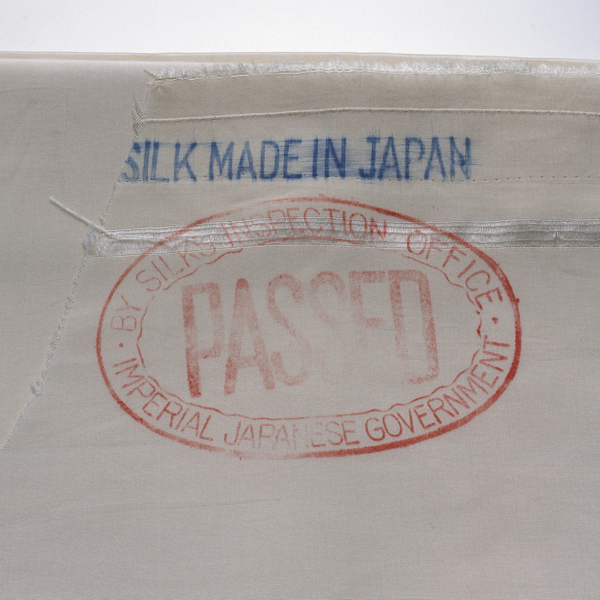 SILK MADE IN JAPAN
· BY SILKS INSPECTION OFFICE ·
PASSED
IMPERIAL JAPANESE GOVERNMENT